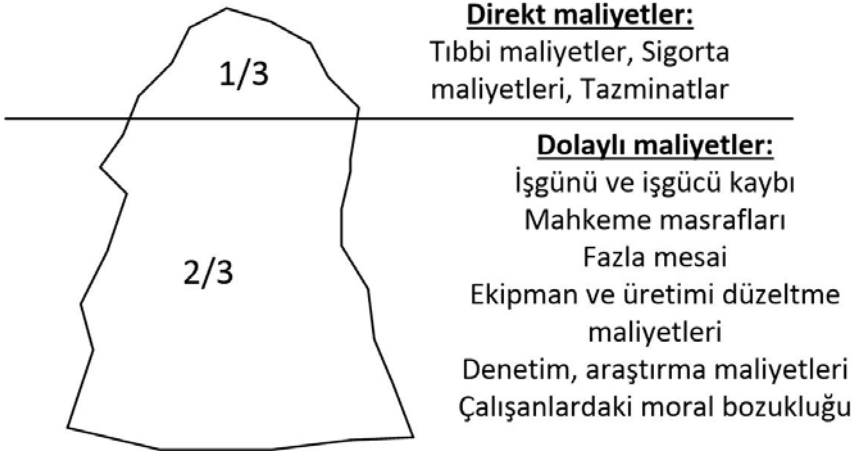 Direkt maliyetler:
Tıbbi maliyetler, Sigorta
maliyetleri, Tazminatlar
1/3
Dolaylı maliyetler:
İşgünü ve işgücü kaybı
Mahkeme masrafları
Fazla mesai
Ekipman ve üretimi düzeltme
maliyetleri
Denetim, araştırma maliyetleri
Çalışanlardaki moral bozukluğu
2/3